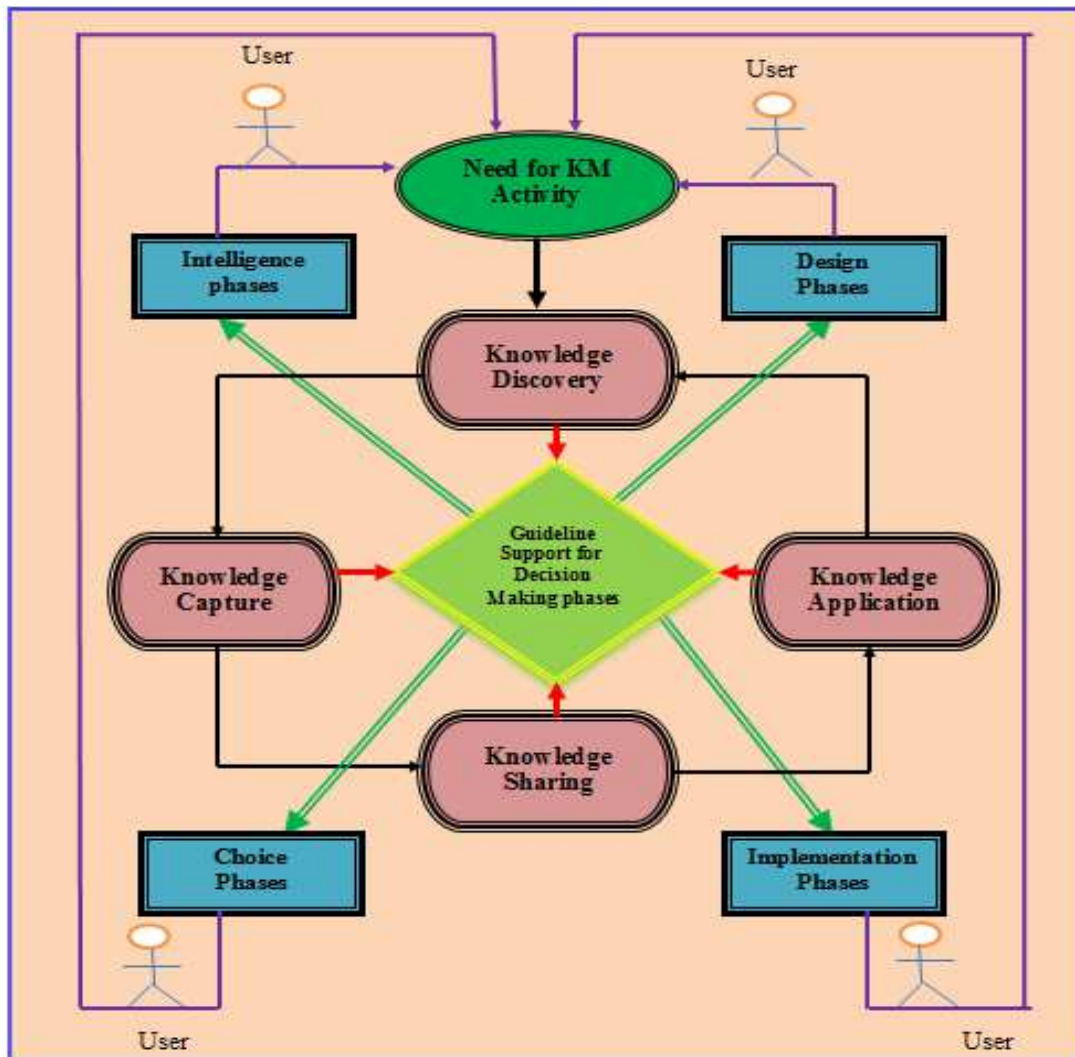 User
User
Need for KM
Activity
Intelligence
phases
Design
Phases
Knowledge
Discovery
Guideline
Support for
Decision
Making phases
Knowledge
Capture
Knowledge
Application
Knowledge
Sharing
Choice
Phases
Implementation
Phases
User
User